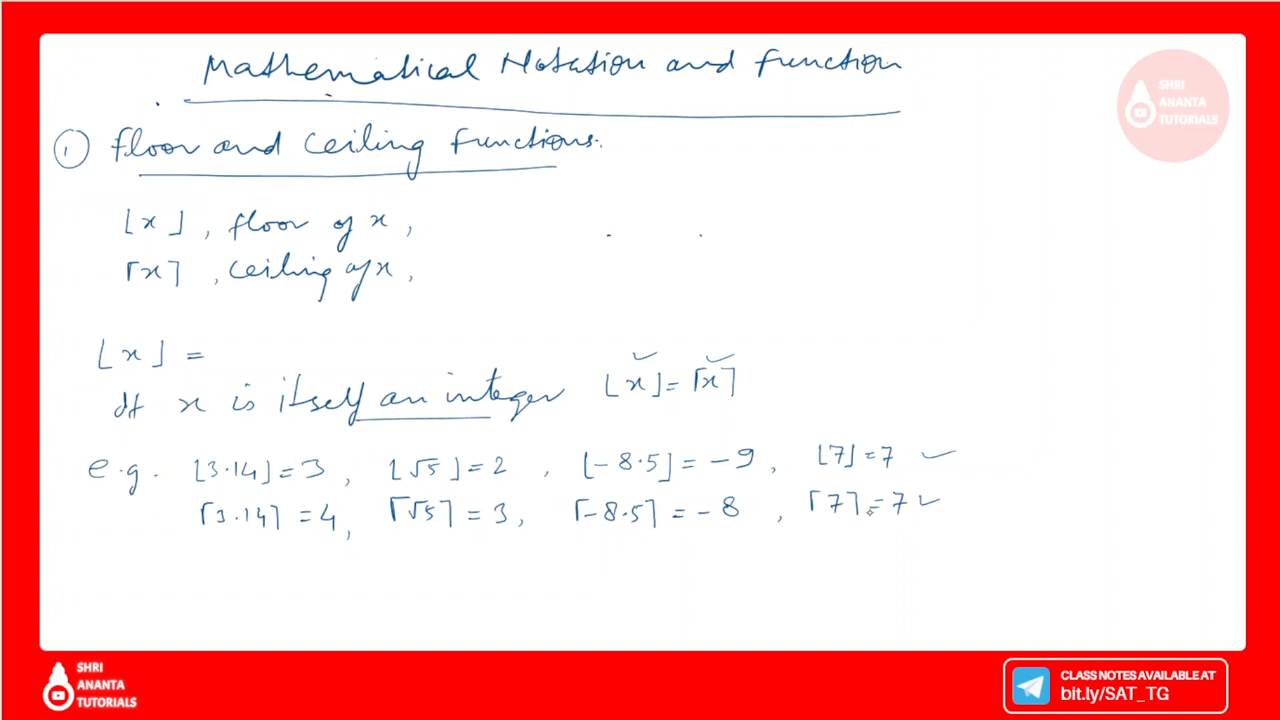 Mathematical Notation and function
SHRI
ANANTA
TUTORIALS
① floor and ceiling functions.
⌊x⌋, floor of x,
⌈x⌉, ceiling of x,
⌊x⌋ =
If x is itself an integer ⌊x⌋ = ⌈x⌉
e.g. ⌊3.14⌋ = 3, ⌊√5⌋ = 2, ⌊-8.5⌋ = -9, ⌊7⌋ = 7 ✓
⌈3.14⌉ = 4, ⌈√5⌉ = 3, ⌈-8.5⌉ = -8, ⌈7⌉ = 7 ✓
SHRI
ANANTA
TUTORIALS
CLASS NOTES AVAILABLE AT
bit.ly/SAT_TG